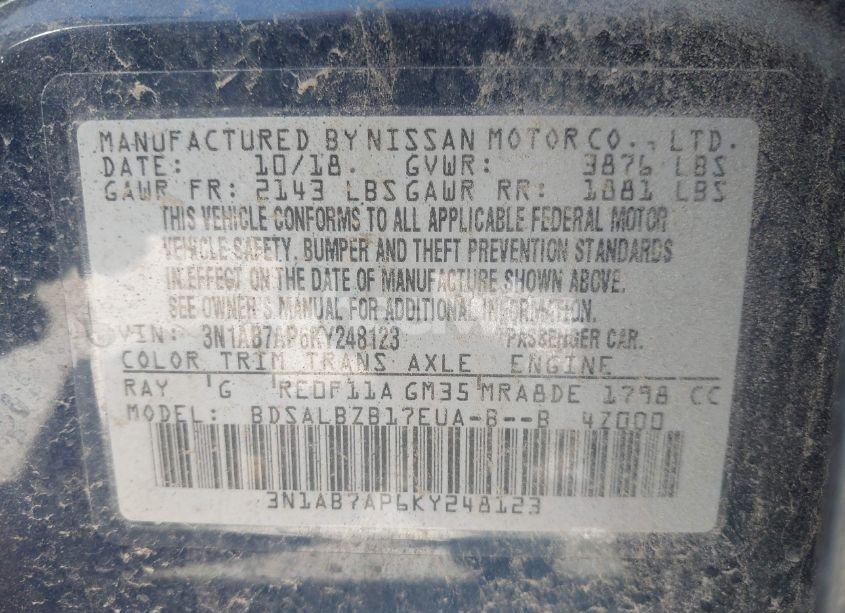 MANUFACTURED BY NISSAN MOTOR CO., LTD.
DATE: 10/18. GVWR: 3876 LBS
GAWR FR: 2143 LBS GAWR RR: 1881 LBS
THIS VEHICLE CONFORMS TO ALL APPLICABLE FEDERAL MOTOR
VEHICLE SAFETY, BUMPER AND THEFT PREVENTION STANDARDS
IN EFFECT ON THE DATE OF MANUFACTURE SHOWN ABOVE.
SEE OWNER'S MANUAL FOR ADDITIONAL INFORMATION.
VIN: 3N1AB7AP6KY248123 PASSENGER CAR.
COLOR TRIM TRANS AXLE ENGINE
RAY 'G 'RE0F11A GM35'MRA8DE 1798 CC
MODEL: BDSALBZB17EUA-B--B 4Z000
3N1AB7AP6KY248123